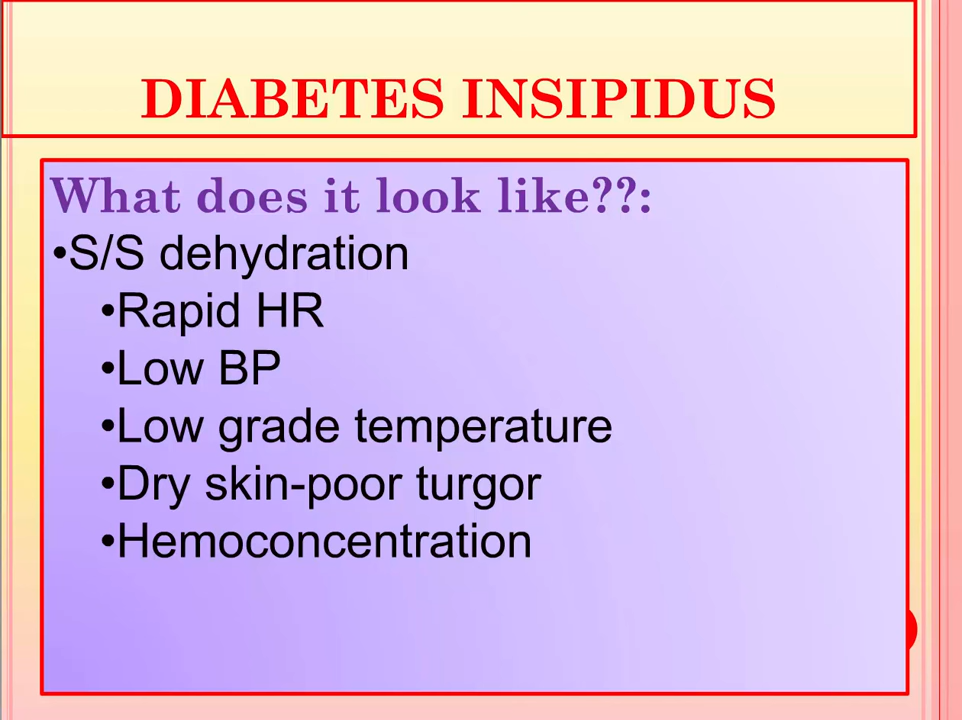 DIABETES INSIPIDUS
What does it look like??:
•S/S dehydration
•Rapid HR
•Low BP
•Low grade temperature
•Dry skin-poor turgor
•Hemoconcentration